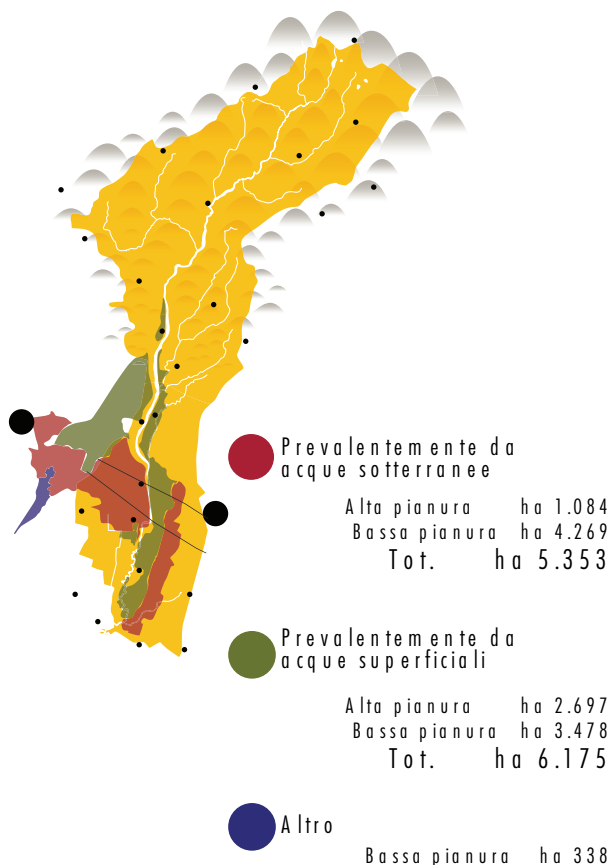 Prevalentemente da
acque sotterranee
Alta pianura ha 1.084
Bassa pianura ha 4.269
Tot. ha 5.353
Prevalentemente da
acque superficiali
Alta pianura ha 2.697
Bassa pianura ha 3.478
Tot. ha 6.175
Altro
Bassa pianura ha 338